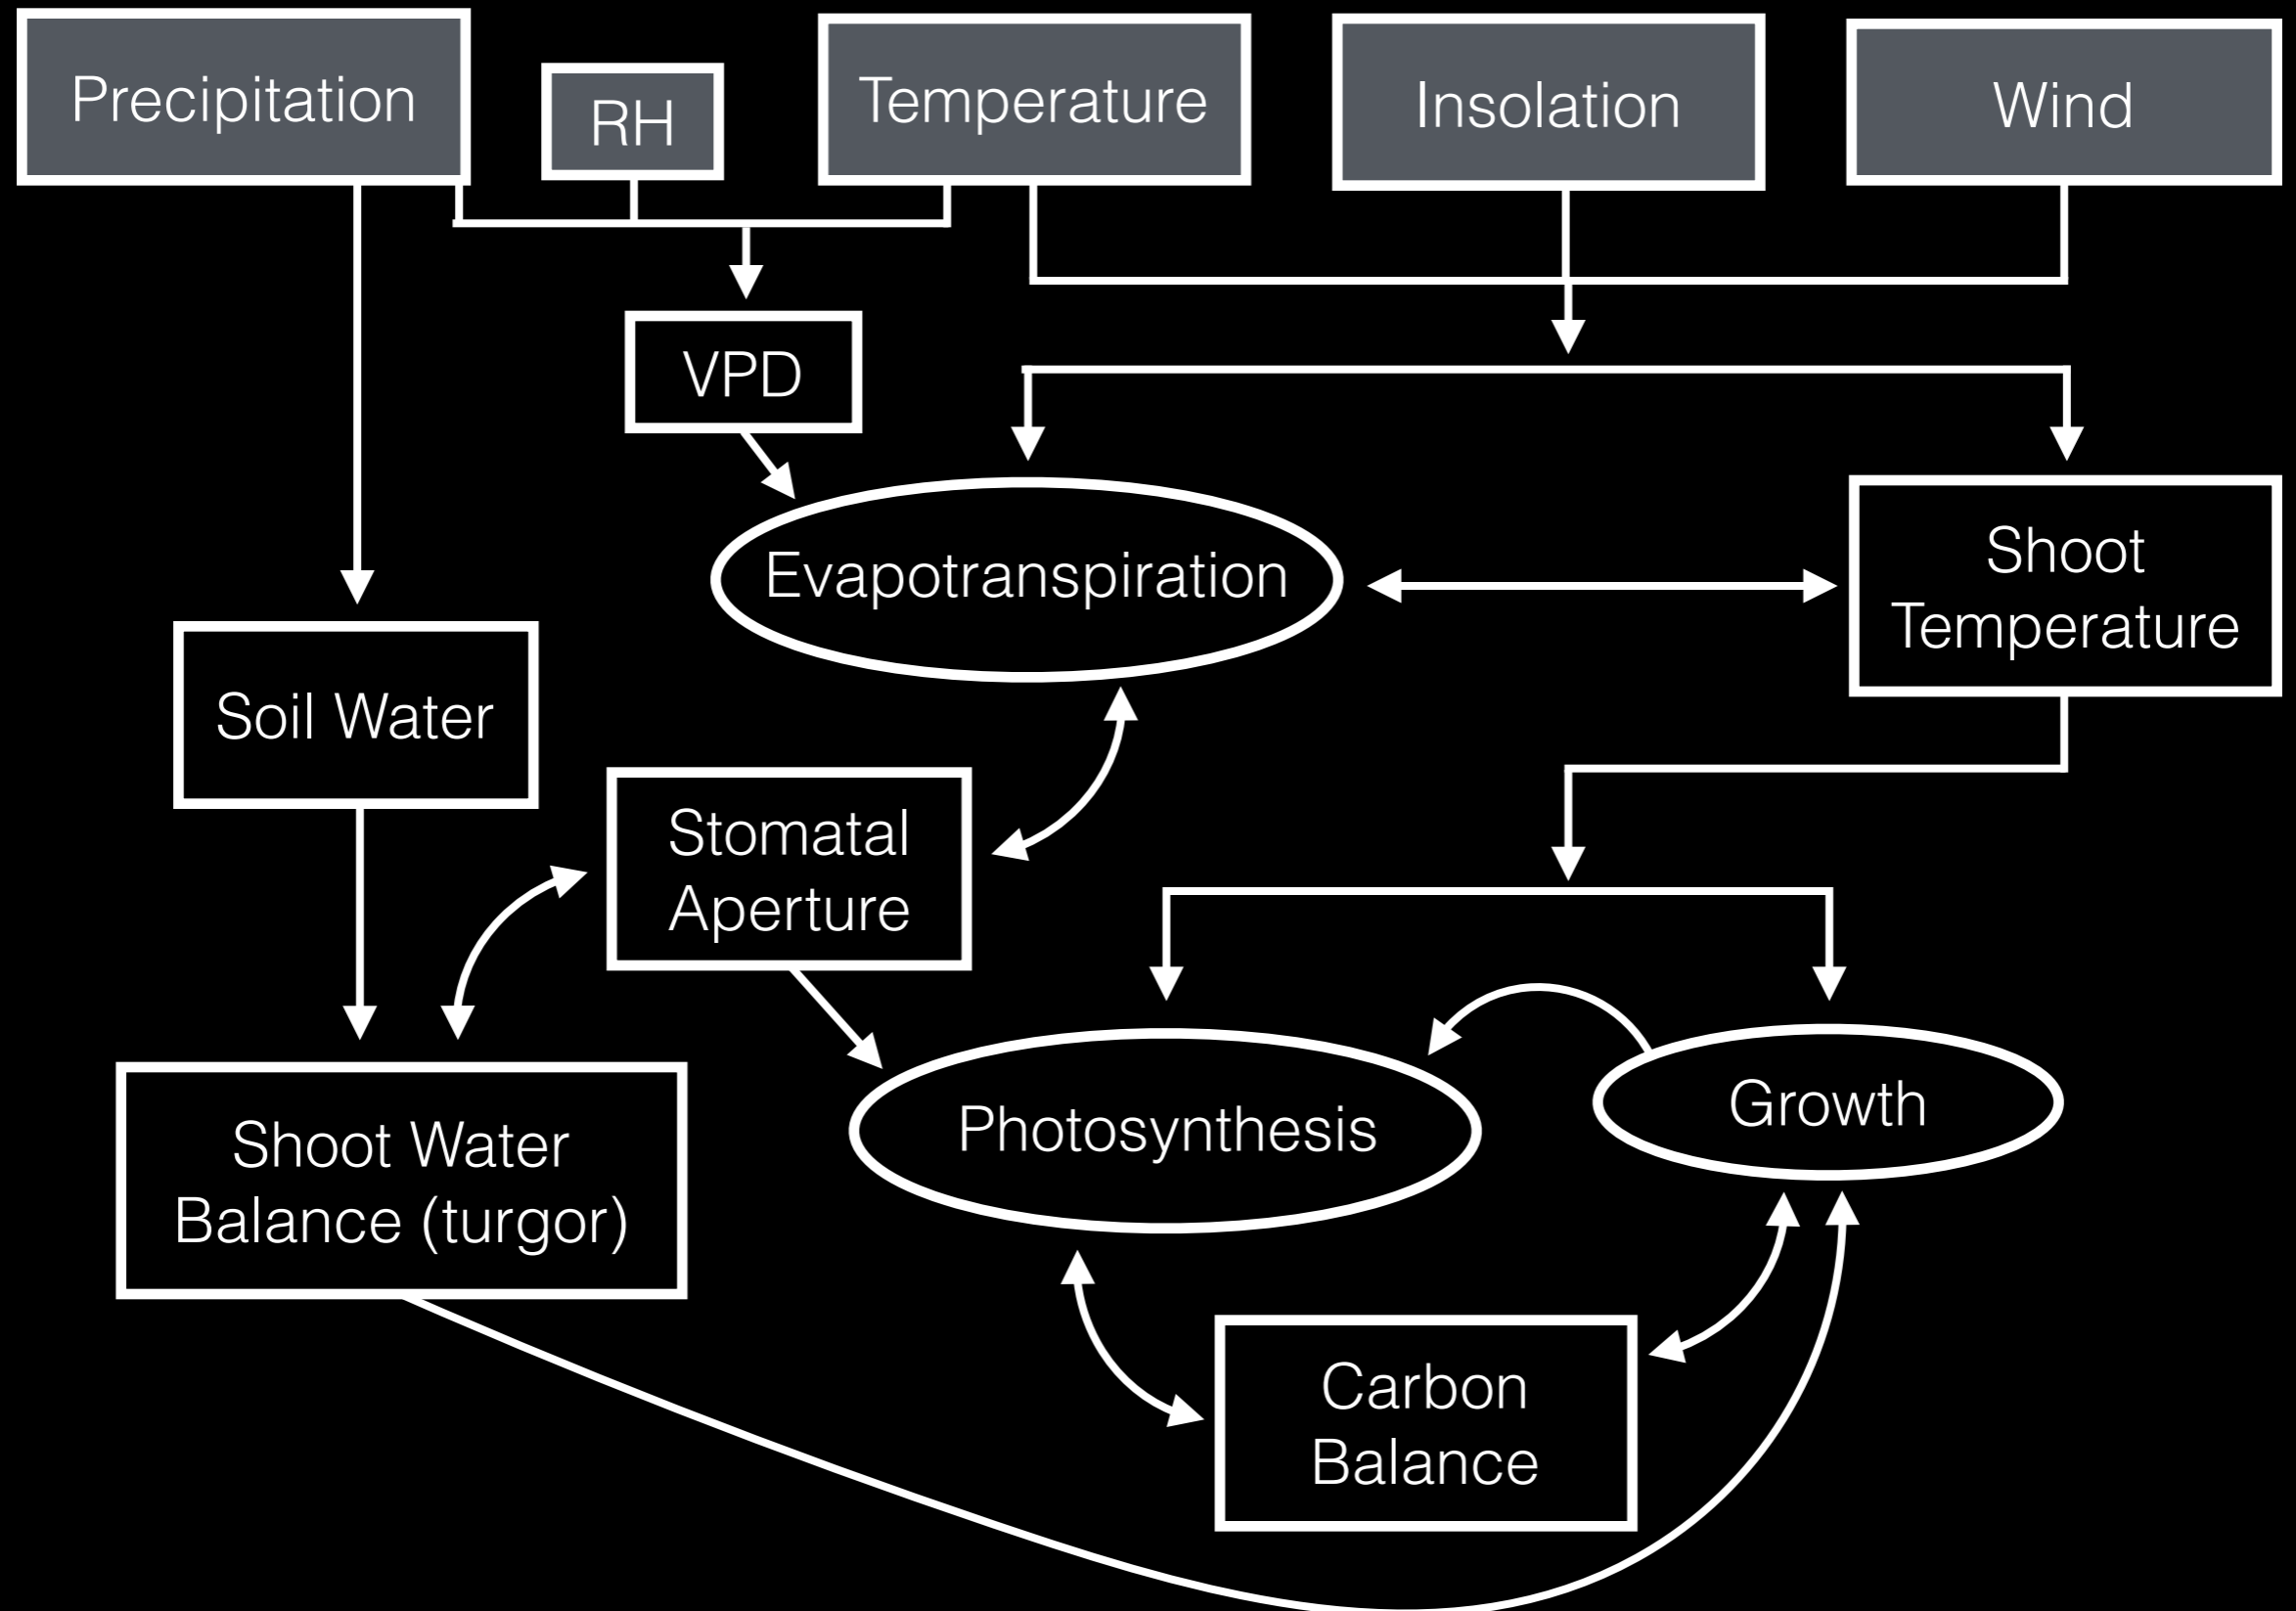 Precipitation
RH
Temperature
Insolation
Wind
VPD
Evapotranspiration
Shoot
Temperature
Soil Water
Stomatal
Aperture
Shoot Water
Balance (turgor)
Photosynthesis
Growth
Carbon
Balance